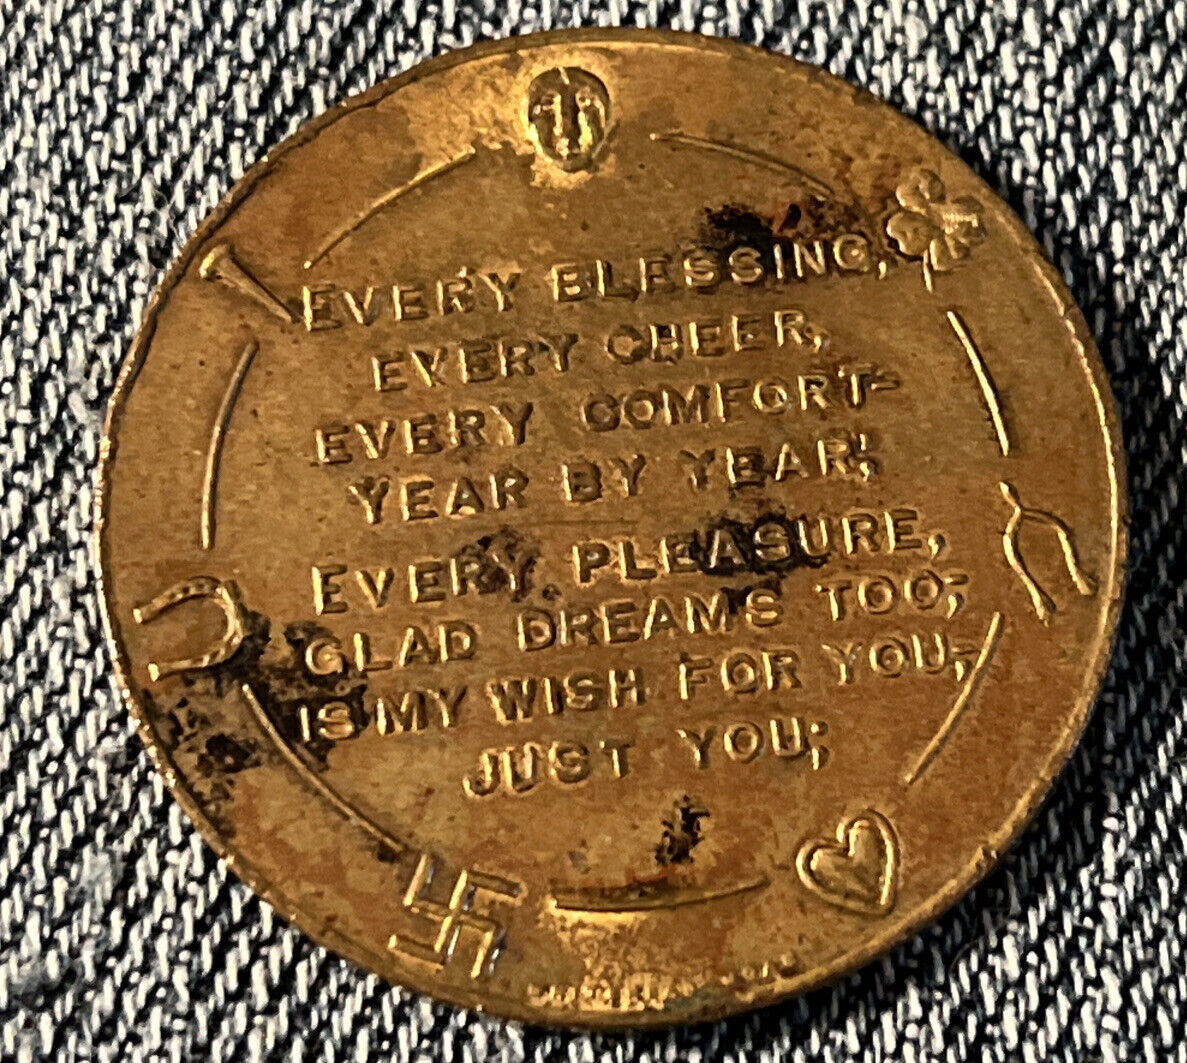 EVERY BLESSING,
EVERY CHEER,
EVERY COMFORT-
YEAR BY YEAR;
EVERY PLEASURE,
GLAD DREAMS TOO;-
IS MY WISH FOR YOU,-
JUST YOU;